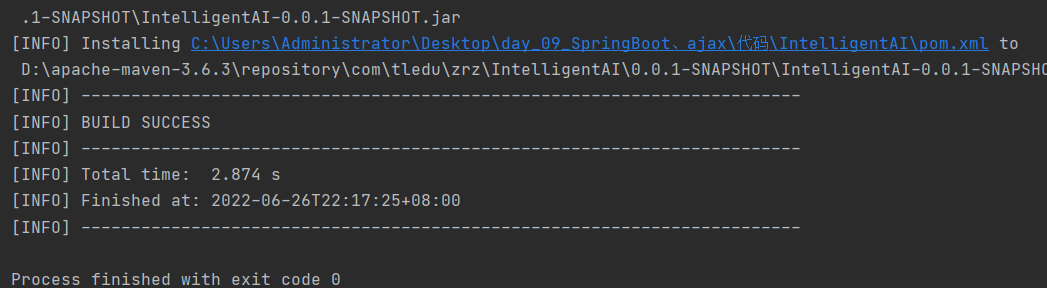 .1-SNAPSHOT\IntelligentAI-0.0.1-SNAPSHOT.jar
[INFO] Installing C:\Users\Administrator\Desktop\day_09_SpringBoot、ajax\代码\IntelligentAI\pom.xml to
D:\apache-maven-3.6.3\repository\com\tledu\zrz\IntelligentAI\0.0.1-SNAPSHOT\IntelligentAI-0.0.1-SNAPSHO
[INFO] ------------------------------------------------------------------------
[INFO] BUILD SUCCESS
[INFO] ------------------------------------------------------------------------
[INFO] Total time:  2.874 s
[INFO] Finished at: 2022-06-26T22:17:25+08:00
[INFO] ------------------------------------------------------------------------
Process finished with exit code 0